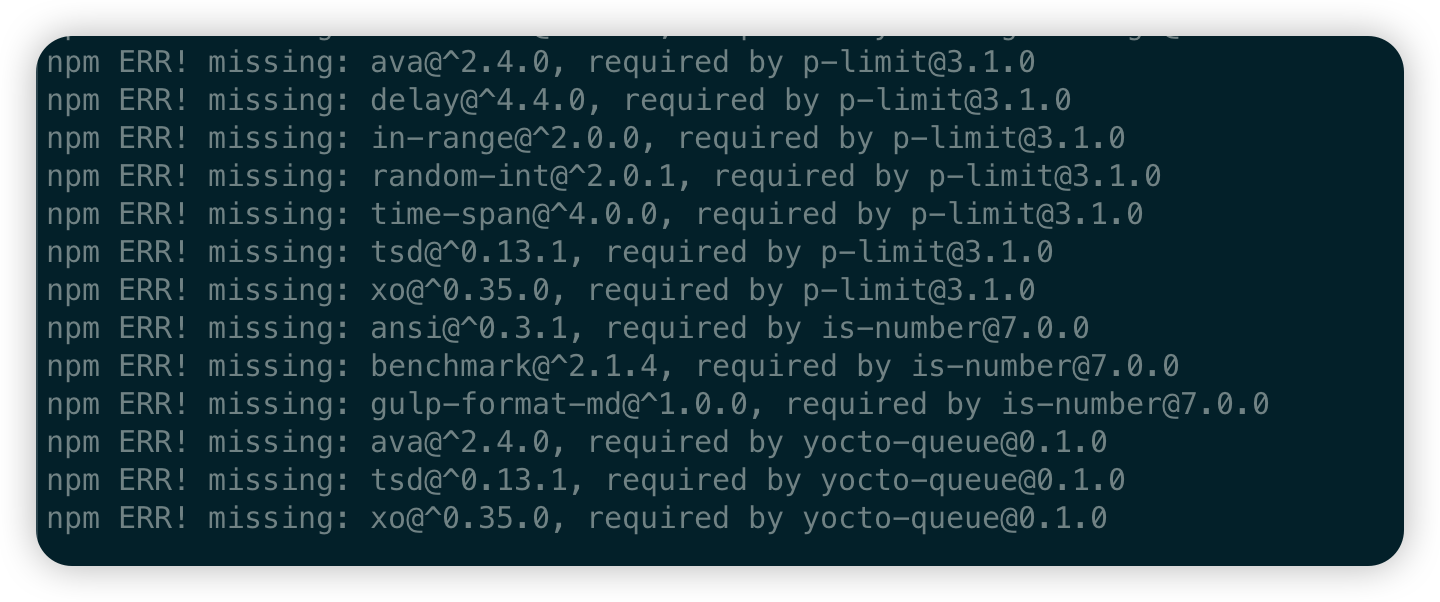 npm ERR! missing: ava@^2.4.0, required by p-limit@3.1.0
npm ERR! missing: delay@^4.4.0, required by p-limit@3.1.0
npm ERR! missing: in-range@^2.0.0, required by p-limit@3.1.0
npm ERR! missing: random-int@^2.0.1, required by p-limit@3.1.0
npm ERR! missing: time-span@^4.0.0, required by p-limit@3.1.0
npm ERR! missing: tsd@^0.13.1, required by p-limit@3.1.0
npm ERR! missing: xo@^0.35.0, required by p-limit@3.1.0
npm ERR! missing: ansi@^0.3.1, required by is-number@7.0.0
npm ERR! missing: benchmark@^2.1.4, required by is-number@7.0.0
npm ERR! missing: gulp-format-md@^1.0.0, required by is-number@7.0.0
npm ERR! missing: ava@^2.4.0, required by yocto-queue@0.1.0
npm ERR! missing: tsd@^0.13.1, required by yocto-queue@0.1.0
npm ERR! missing: xo@^0.35.0, required by yocto-queue@0.1.0